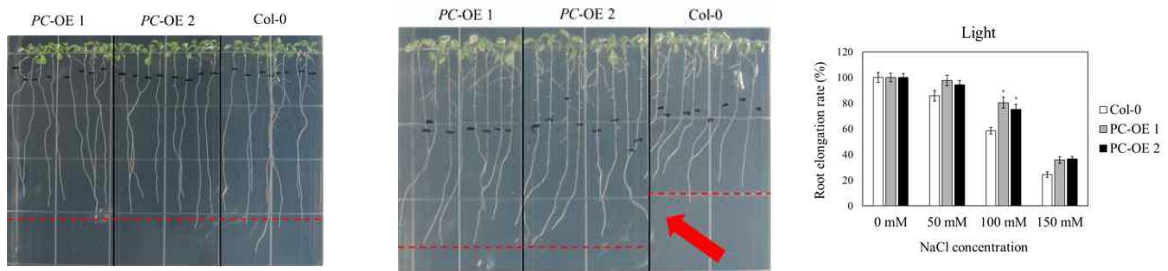 PC-OE 1 PC-OE 2 Col-0
PC-OE 1 PC-OE 2 Col-0
Light
Root elongation rate (%)
120
100
80
60
40
20
0
* *
0 mM 50 mM 100 mM 150 mM
NaCl concentration
Col-0
PC-OE 1
PC-OE 2